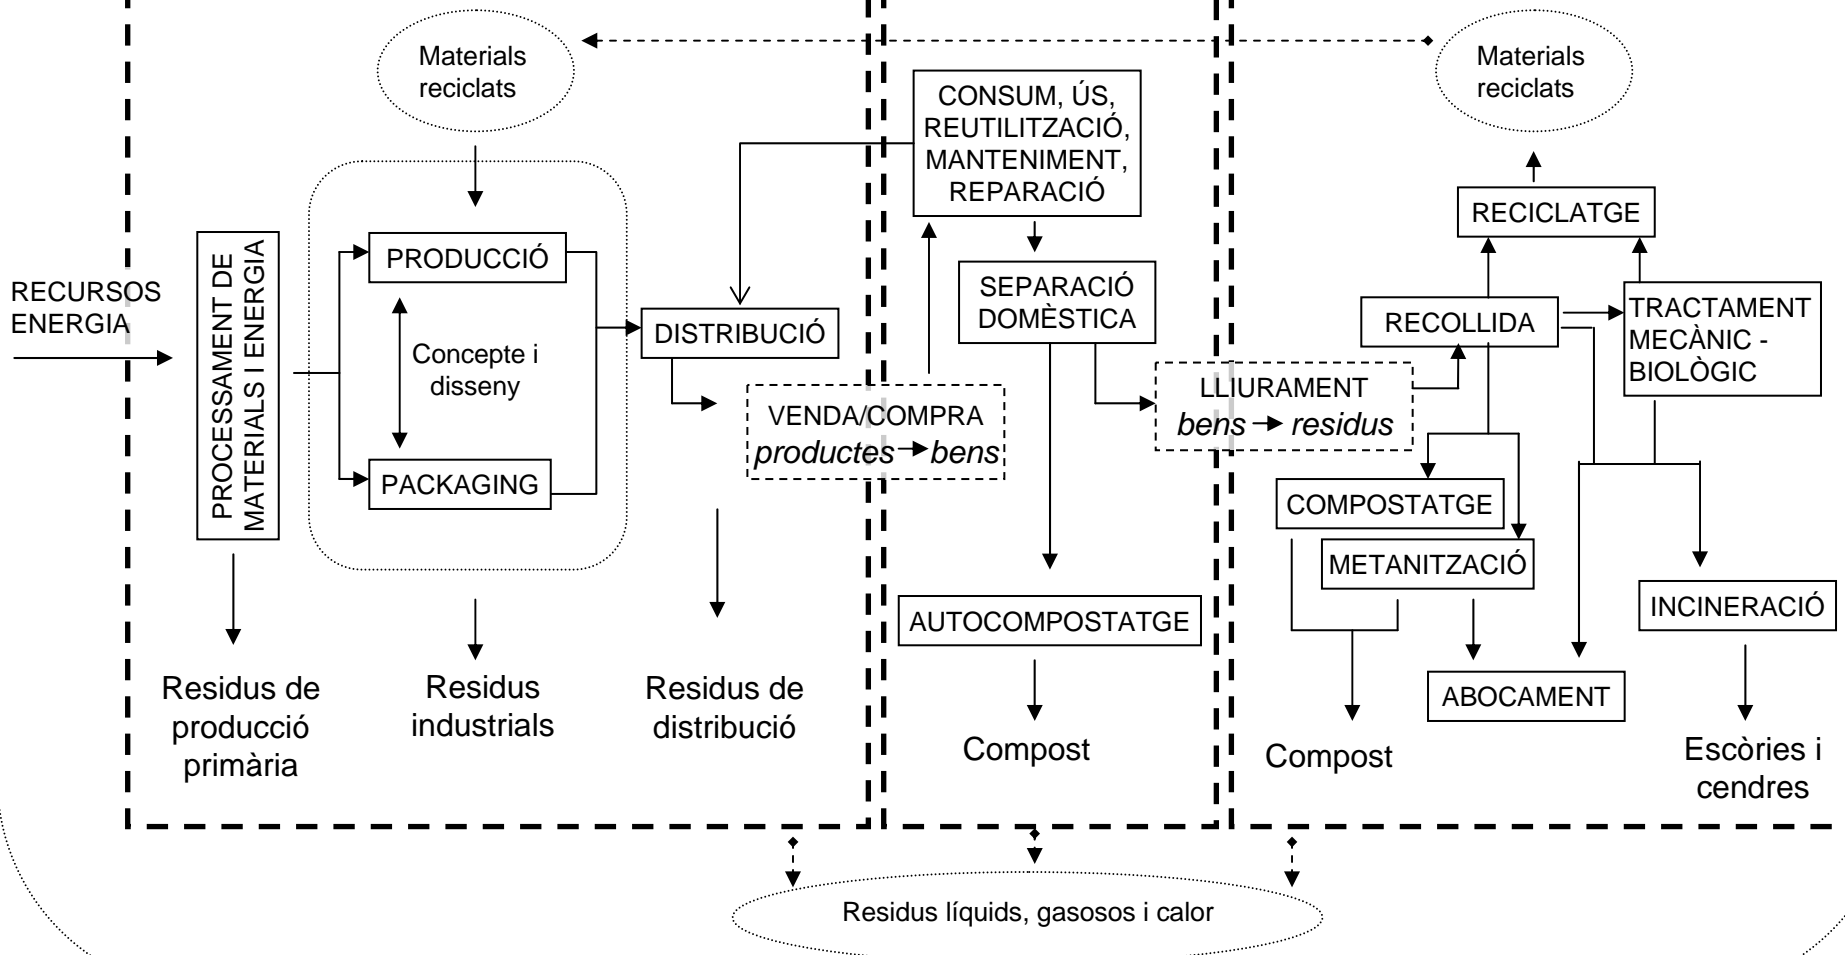 Materials
reciclats
Materials
reciclats
CONSUM, ÚS,
REUTILITZACIÓ,
MANTENIMENT,
REPARACIÓ
RECICLATGE
RECURSOS
ENERGIA
PROCESSAMENT DE
MATERIALS I ENERGIA
PRODUCCIÓ
Concepte i
disseny
PACKAGING
DISTRIBUCIÓ
VENDA/COMPRA
productes bens
SEPARACIÓ
DOMÈSTICA
LLIURAMENT
bens residus
RECOLLIDA
TRACTAMENT
MECÀNIC -
BIOLÒGIC
COMPOSTATGE
METANITZACIÓ
AUTOCOMPOSTATGE
INCINERACIÓ
ABOCAMENT
Residus de
producció
primària
Residus
industrials
Residus de
distribució
Compost
Compost
Escòries i
cendres
Residus líquids, gasosos i calor